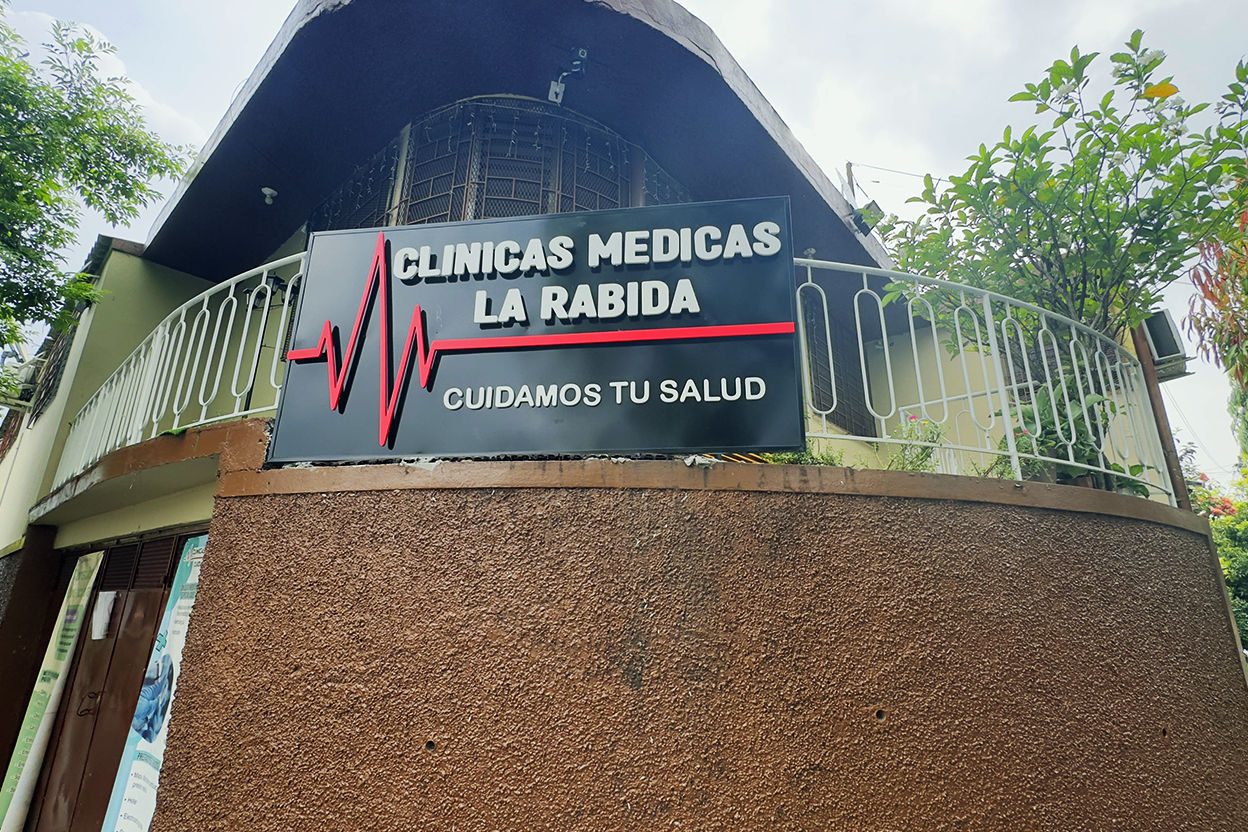 CLINICAS MEDICAS
LA RABIDA
CUIDAMOS TU SALUD